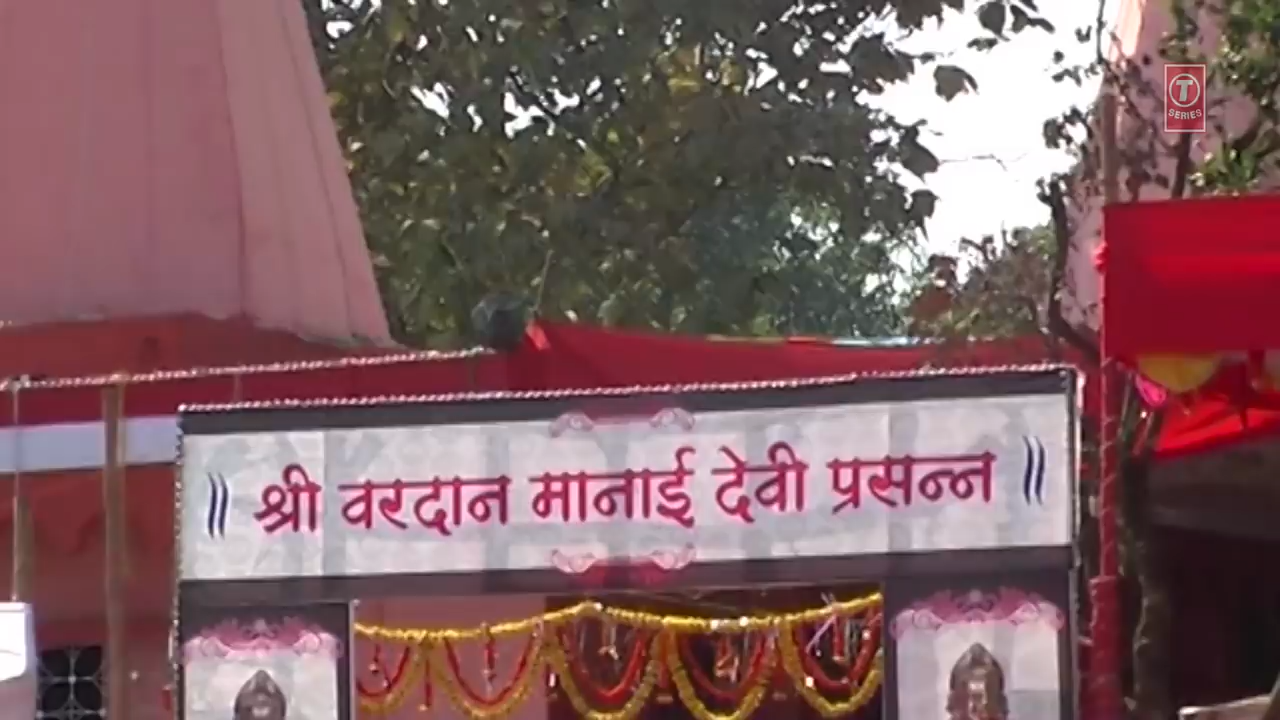 T
SERIES
॥ श्री वरदान मानाई देवी प्रसन्न ॥